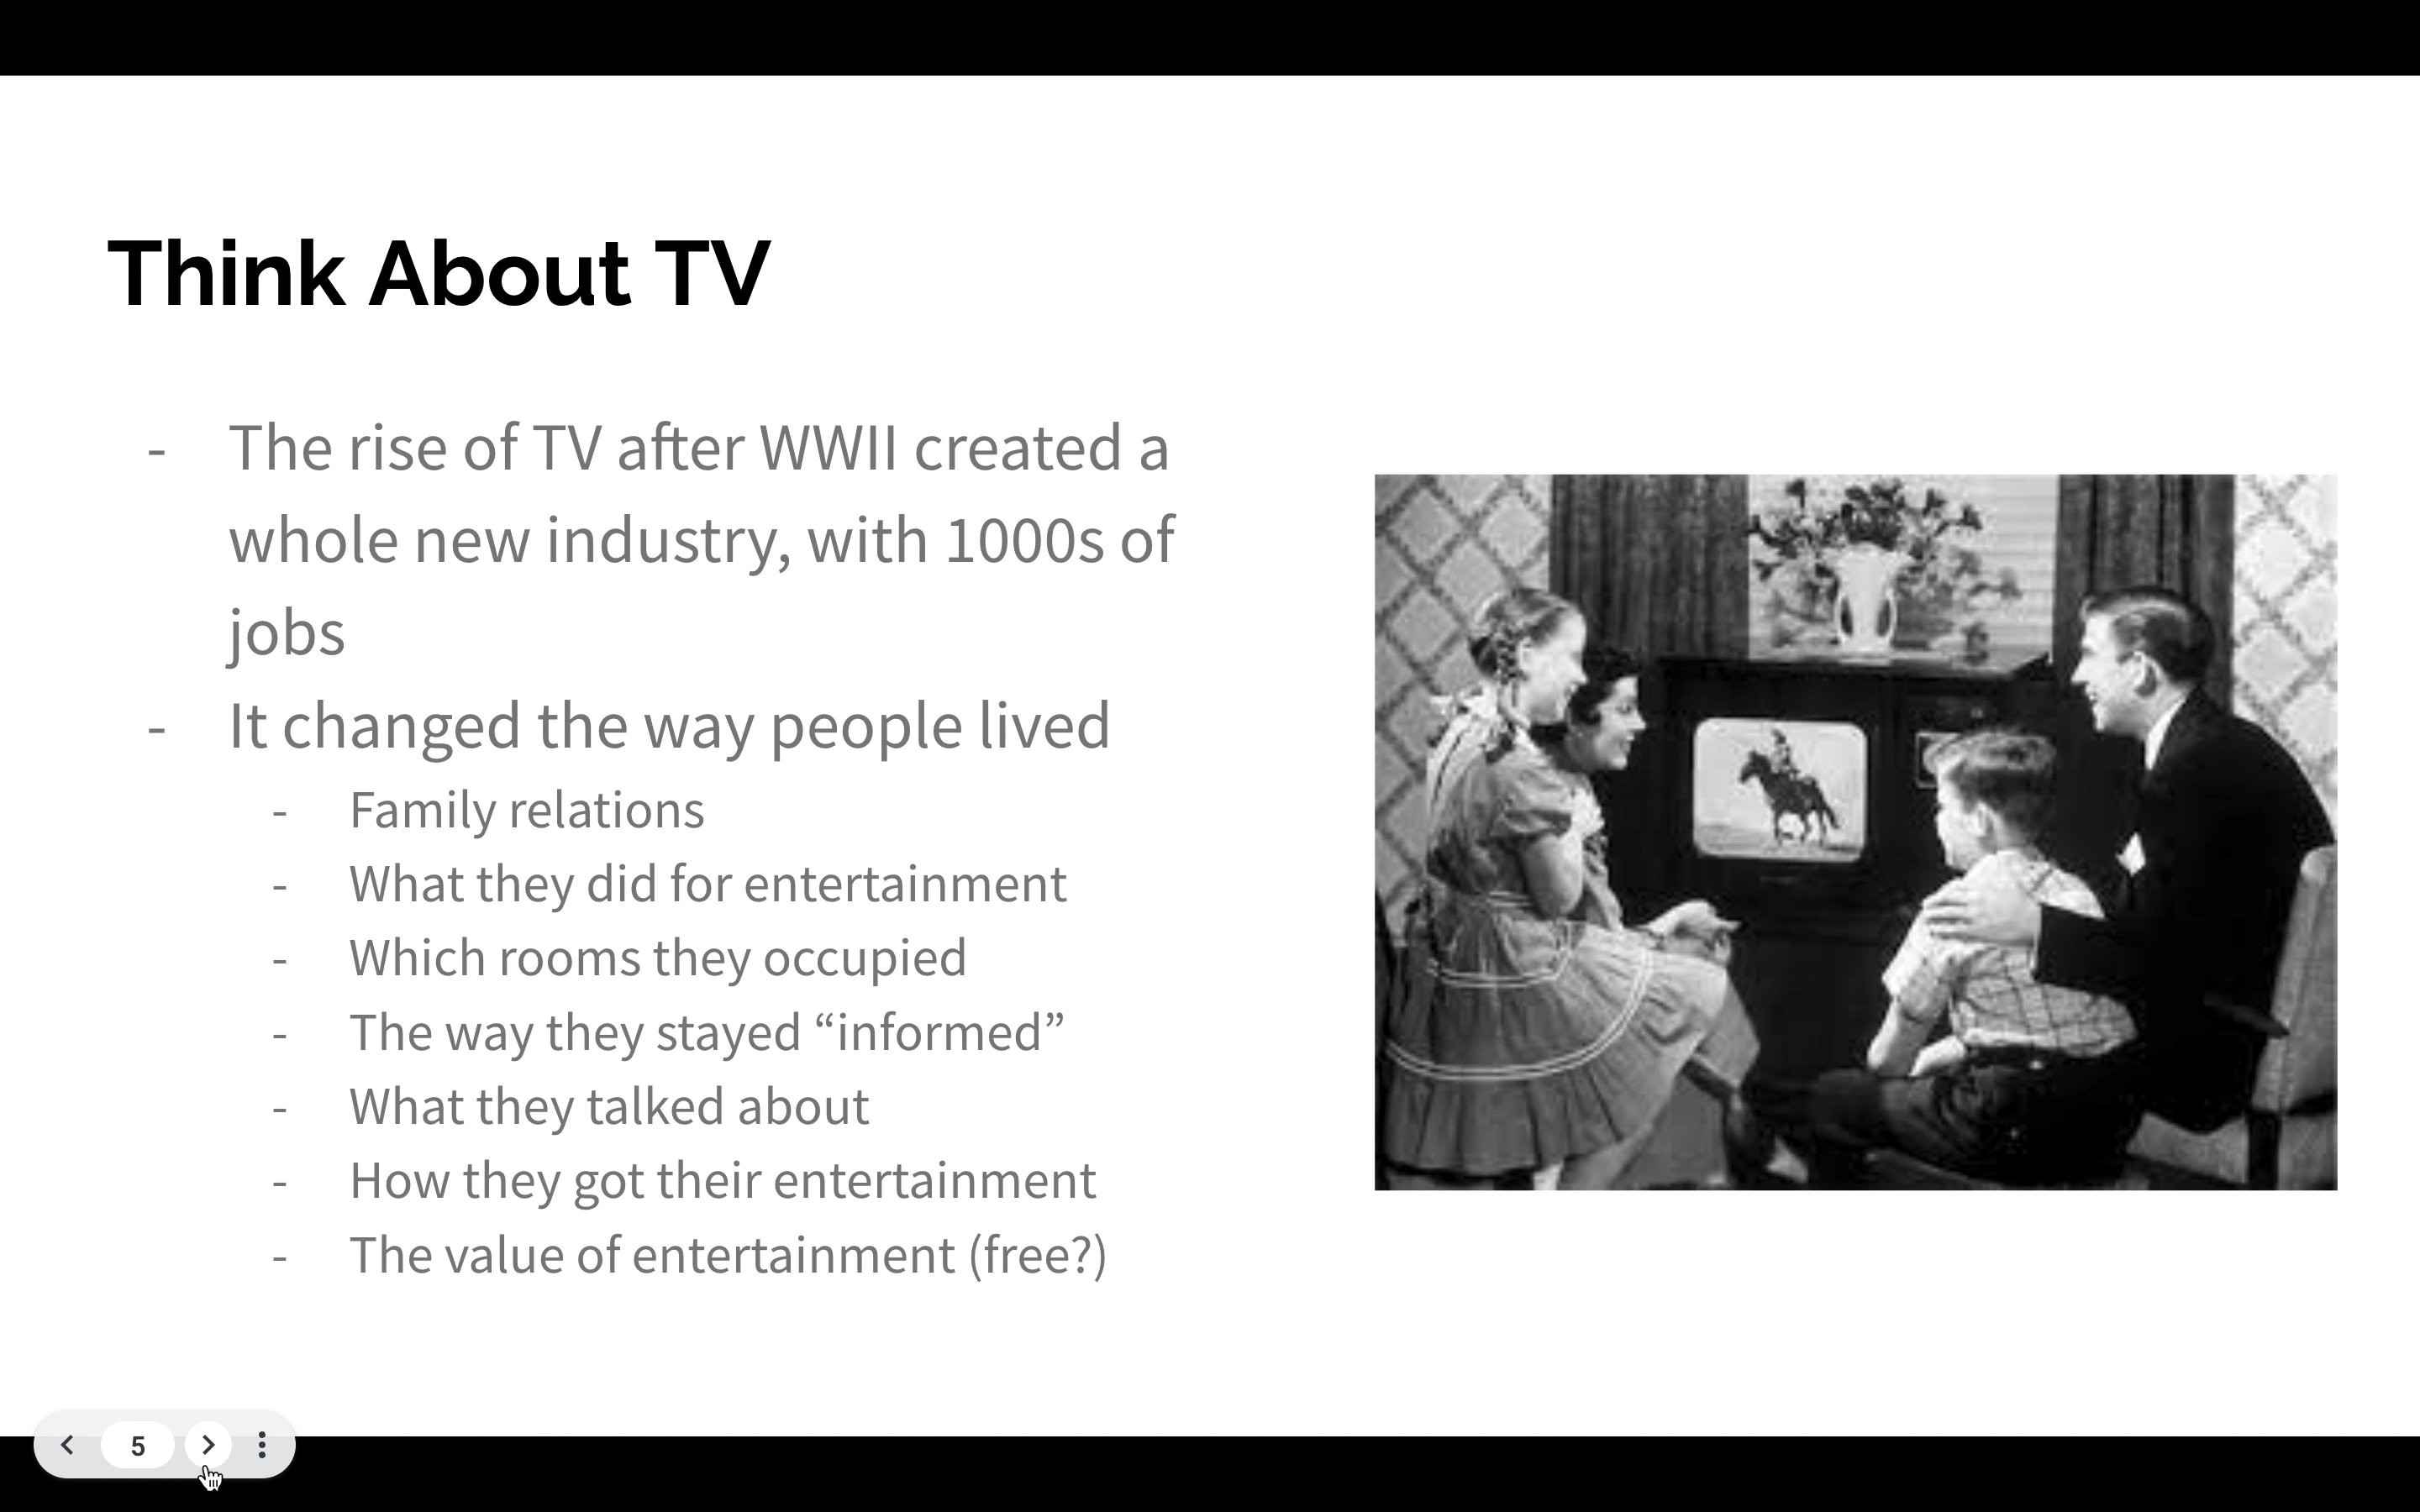 Think About TV
- The rise of TV after WWII created a
whole new industry, with 1000s of
jobs
- It changed the way people lived
- Family relations
- What they did for entertainment
- Which rooms they occupied
- The way they stayed “informed”
- What they talked about
- How they got their entertainment
- The value of entertainment (free?)
5